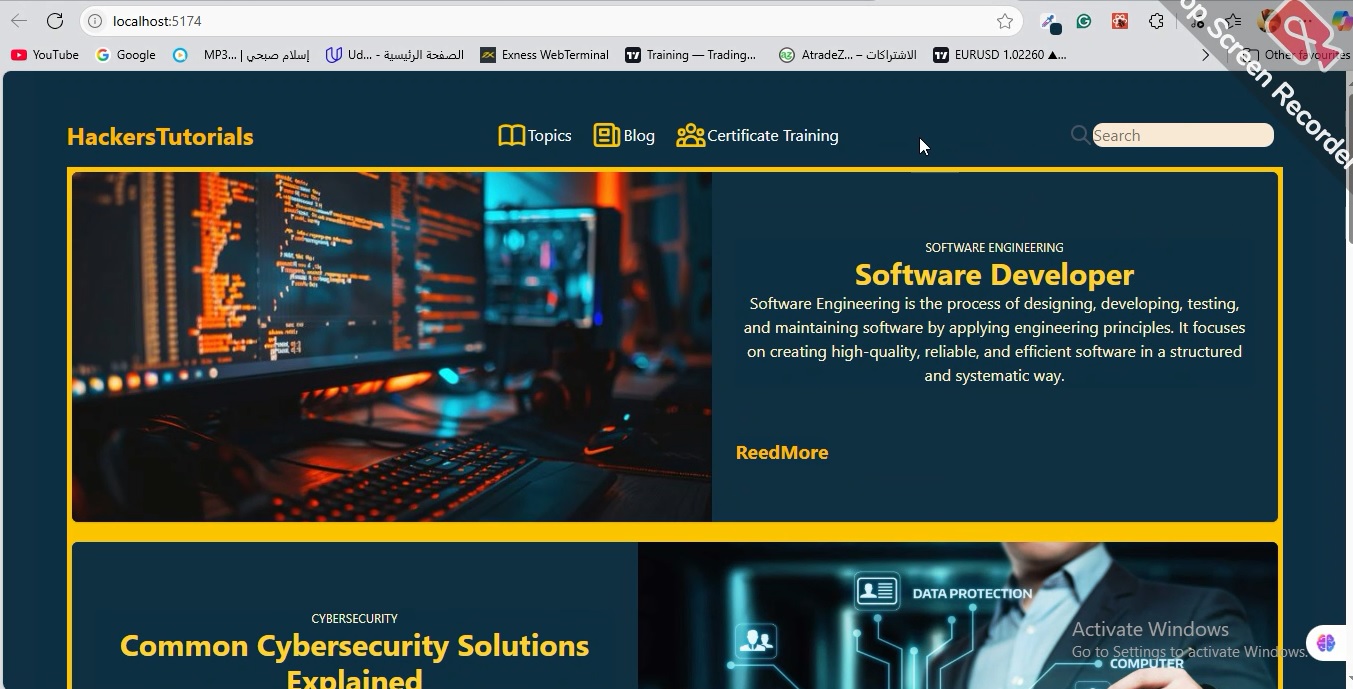 localhost:5174
YouTube
Google
MP3... | إسلام صبحي
Ud... - الصفحة الرئيسية
Exness WebTerminal
Training — Trading...
AtradeZ... – الاشتراكات
EURUSD 1.02260 ▲...
Other favourites
Screen Recorder
HackersTutorials
Topics
Blog
Certificate Training
Search
SOFTWARE ENGINEERING
Software Developer
Software Engineering is the process of designing, developing, testing,
and maintaining software by applying engineering principles. It focuses
on creating high-quality, reliable, and efficient software in a structured
and systematic way.
ReedMore
CYBERSECURITY
Common Cybersecurity Solutions
Explained
DATA PROTECTION
COMPUTER
Activate Windows
Go to Settings to activate Windows.